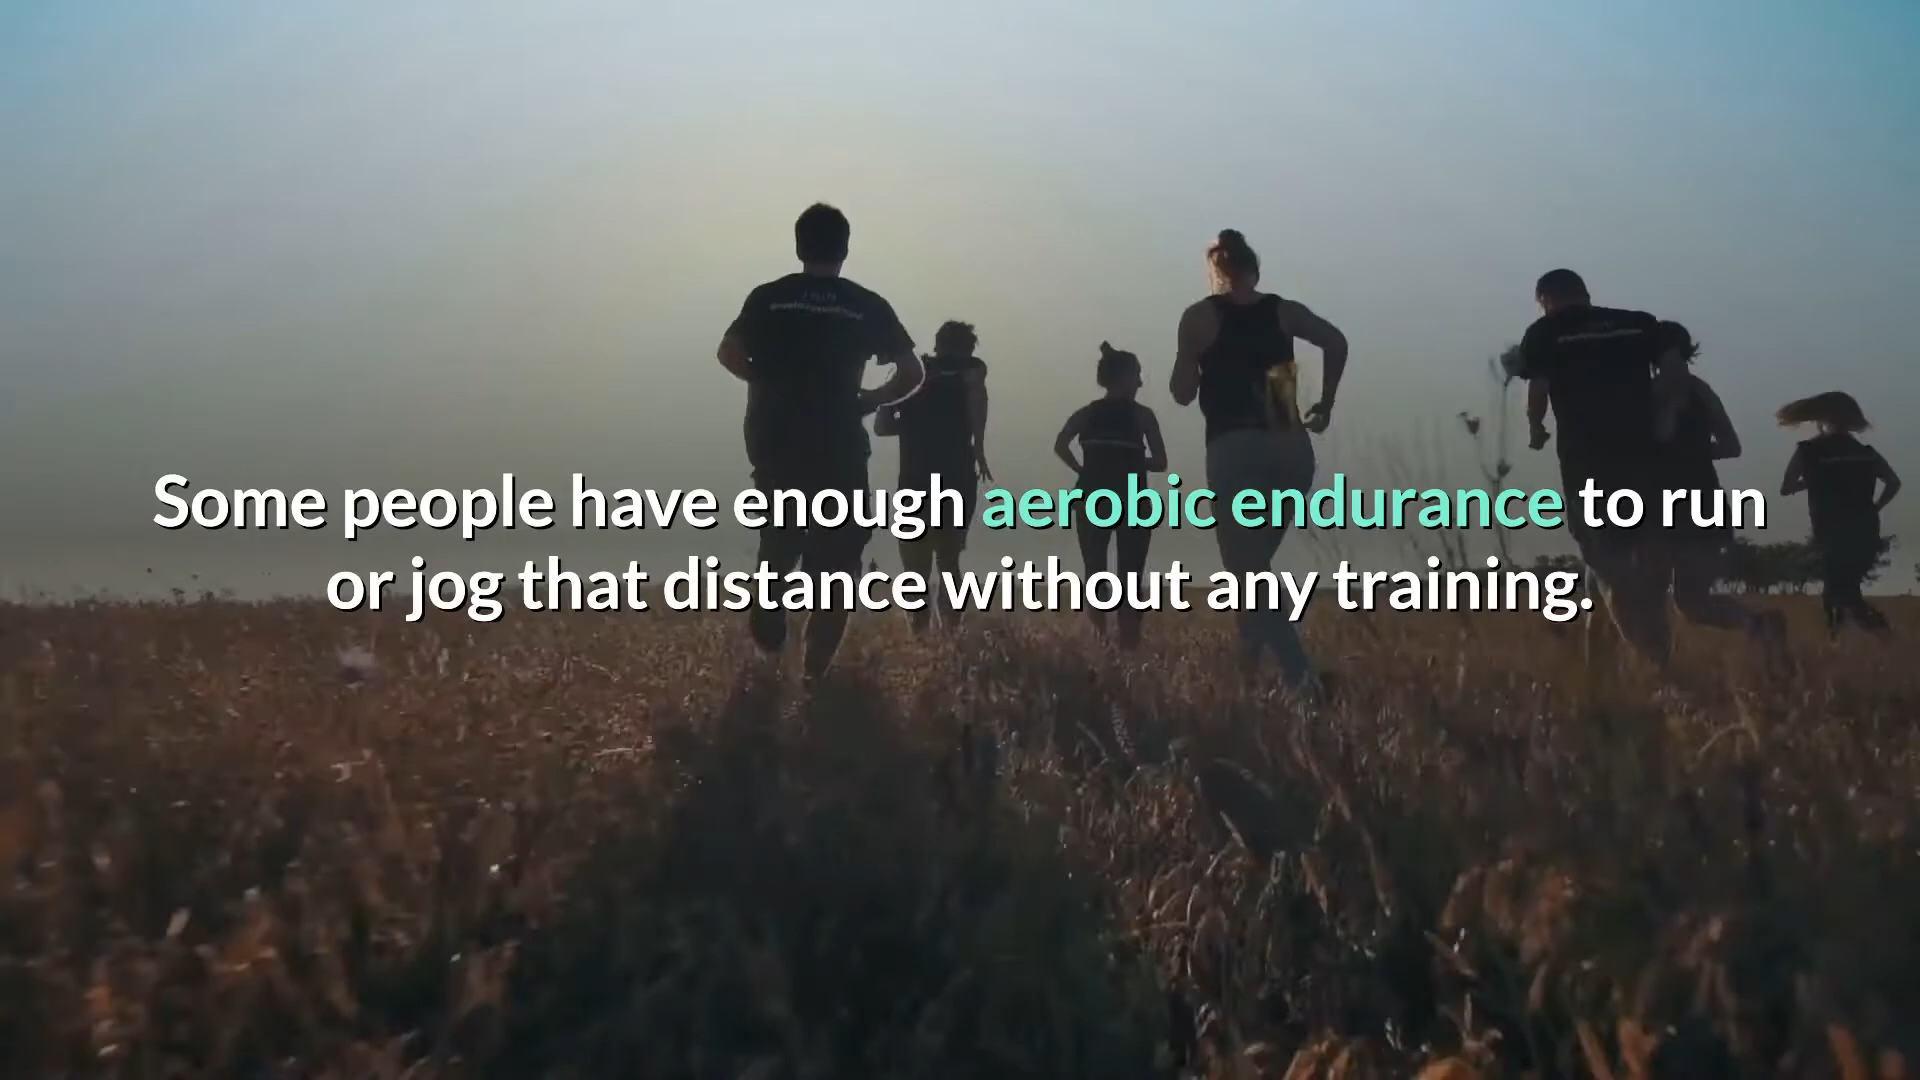 Some people have enough aerobic endurance to run
or jog that distance without any training.